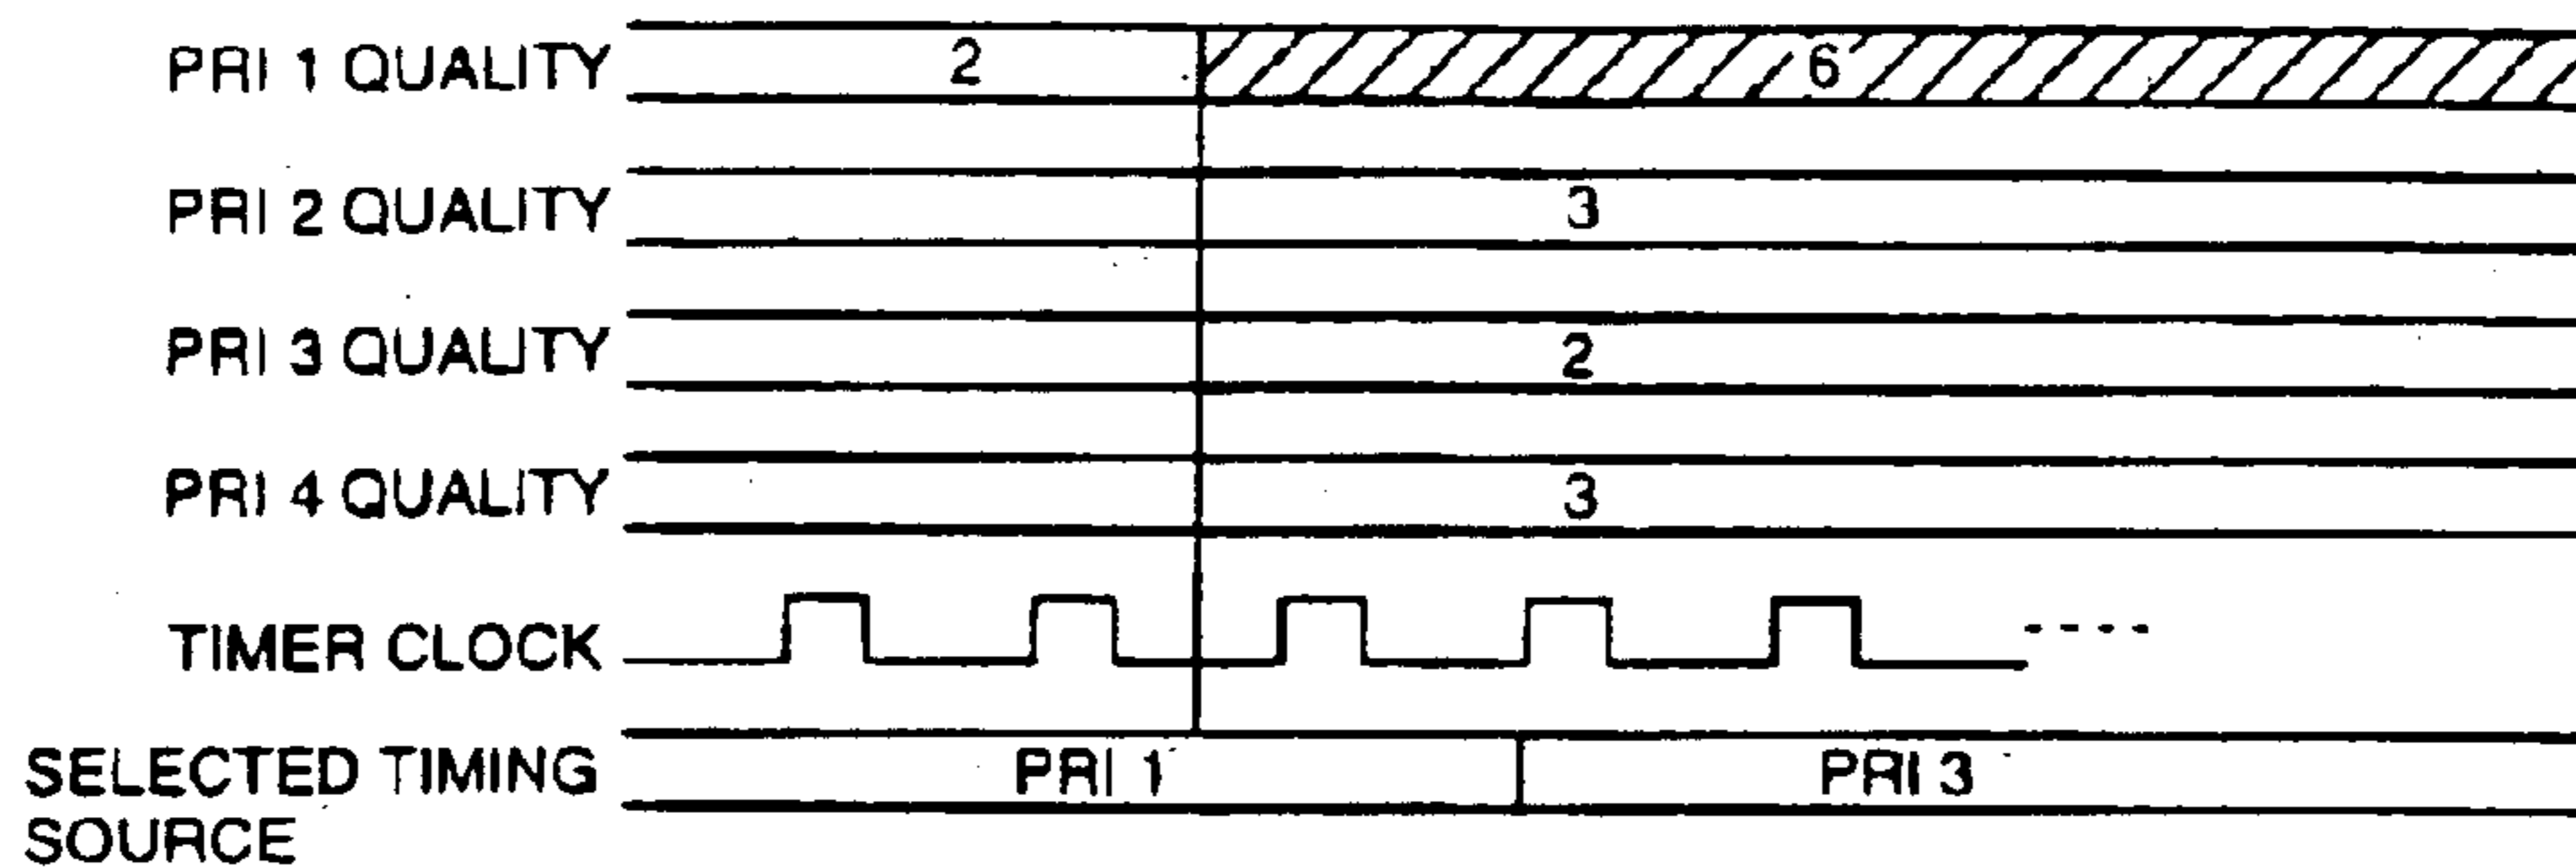 PRI 1 QUALITY 2 6
PRI 2 QUALITY 3
PRI 3 QUALITY 2
PRI 4 QUALITY 3
TIMER CLOCK
SELECTED TIMING PRI 1 PRI 3
SOURCE